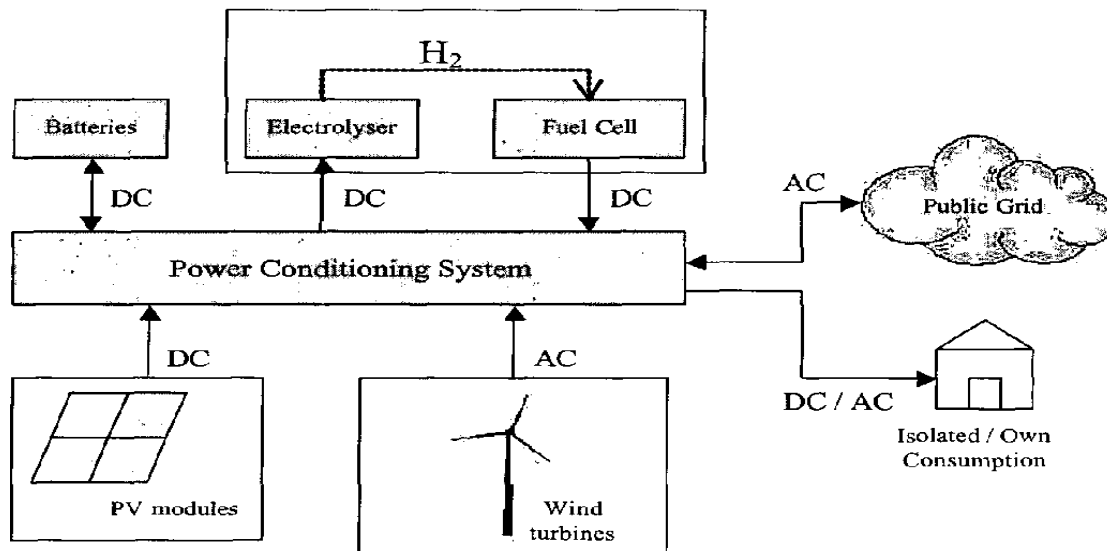 H2
Batteries
Electrolyser
Fuel Cell
DC
DC
DC
AC
Public Grid
Power Conditioning System
DC
AC
DC / AC
Isolated / Own
Consumption
PV modules
Wind
turbines